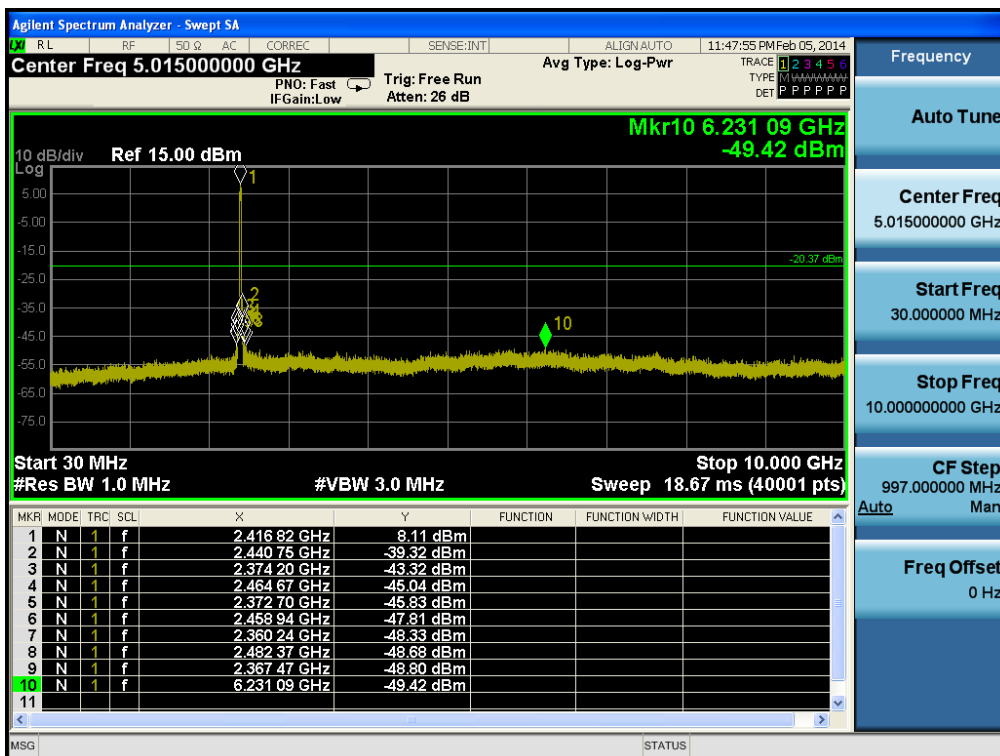 Agilent Spectrum Analyzer - Swept SA
LXI RL RF 50 Ω AC CORREC SENSE:INT ALIGN AUTO 11:47:55 PM Feb 05, 2014
Center Freq 5.015000000 GHz Avg Type: Log-Pwr TRACE 1 2 3 4 5 6
PNO: Fast Trig: Free Run TYPE M WWWWW
IFGain:Low Atten: 26 dB DET P P P P P P
Mkr10 6.231 09 GHz
-49.42 dBm
10 dB/div Ref 15.00 dBm
Log
1
5.00
-5.00
-15.0
-20.37 dBm
-25.0
2
-35.0
10
-45.0
-55.0
-65.0
-75.0
Start 30 MHz Stop 10.000 GHz
#Res BW 1.0 MHz #VBW 3.0 MHz Sweep 18.67 ms (40001 pts)
MKR MODE TRC SCL X Y FUNCTION FUNCTION WIDTH FUNCTION VALUE
1 N 1 f 2.416 82 GHz 8.11 dBm
2 N 1 f 2.440 75 GHz -39.32 dBm
3 N 1 f 2.374 20 GHz -43.32 dBm
4 N 1 f 2.464 67 GHz -45.04 dBm
5 N 1 f 2.372 70 GHz -45.83 dBm
6 N 1 f 2.458 94 GHz -47.81 dBm
7 N 1 f 2.360 24 GHz -48.33 dBm
8 N 1 f 2.482 37 GHz -48.68 dBm
9 N 1 f 2.367 47 GHz -48.80 dBm
10 N 1 f 6.231 09 GHz -49.42 dBm
11
MSG STATUS
Frequency
Auto Tune
Center Freq
5.015000000 GHz
Start Freq
30.000000 MHz
Stop Freq
10.000000000 GHz
CF Step
997.000000 MHz
Auto Man
Freq Offset
0 Hz